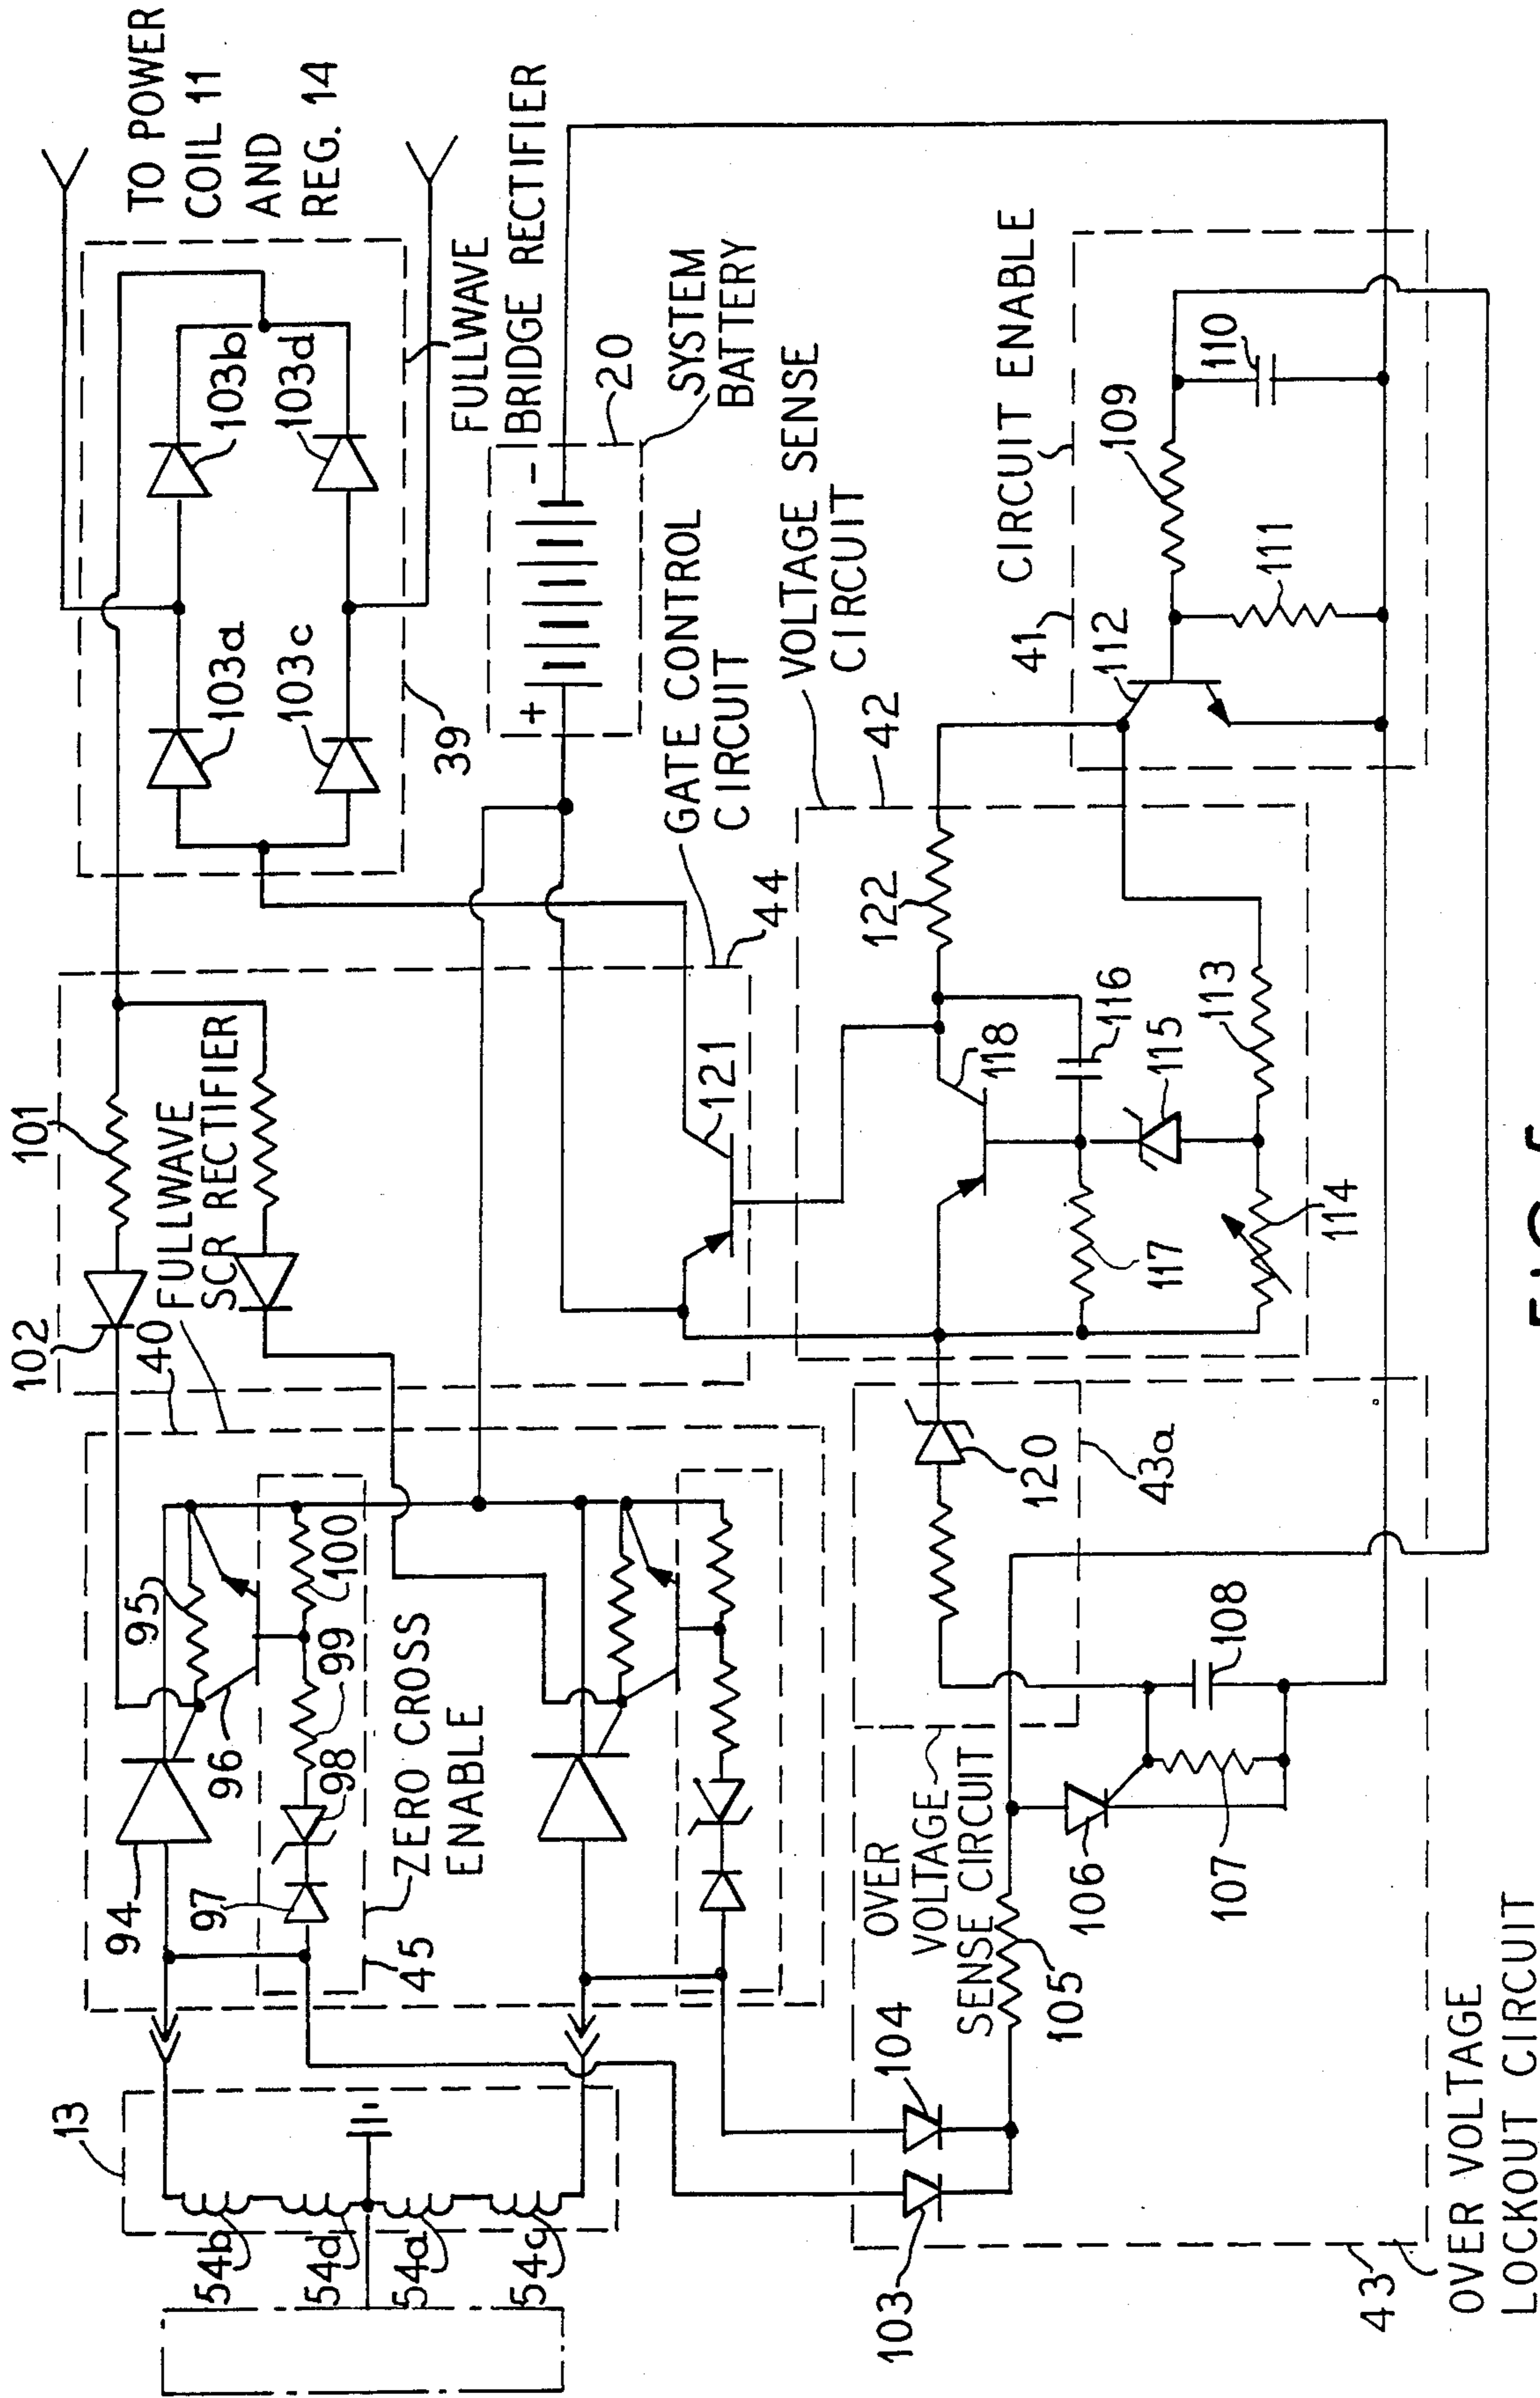 TO POWER
COIL 11
AND
REG. 14
FULLWAVE
BRIDGE RECTIFIER
103d
103b
103c
103d
39
20
SYSTEM
BATTERY
+
-
101
102
GATE CONTROL
CIRCUIT
44
121
FULLWAVE
SCR RECTIFIER
40
94
95
96
97
98
99
100
45
ZERO CROSS
ENABLE
13
54b
54d
54a
54c
VOLTAGE SENSE
CIRCUIT
42
122
118
116
115
113
117
114
CIRCUIT ENABLE
41
112
109
110
111
120
43a
OVER
VOLTAGE
SENSE CIRCUIT
103
104
105
106
107
108
43
OVER VOLTAGE
LOCKOUT CIRCUIT